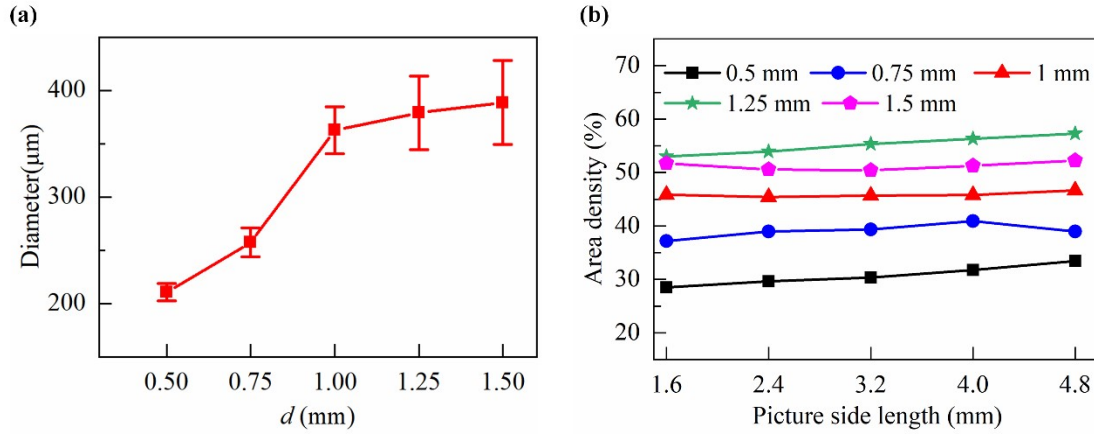 (a)
Diameter(μm)
400
300
200
0.50 0.75 1.00 1.25 1.50
d (mm)
(b)
Area density (%)
70
60
50
40
30
20
0.5 mm 0.75 mm 1 mm
1.25 mm 1.5 mm
1.6 2.4 3.2 4.0 4.8
Picture side length (mm)